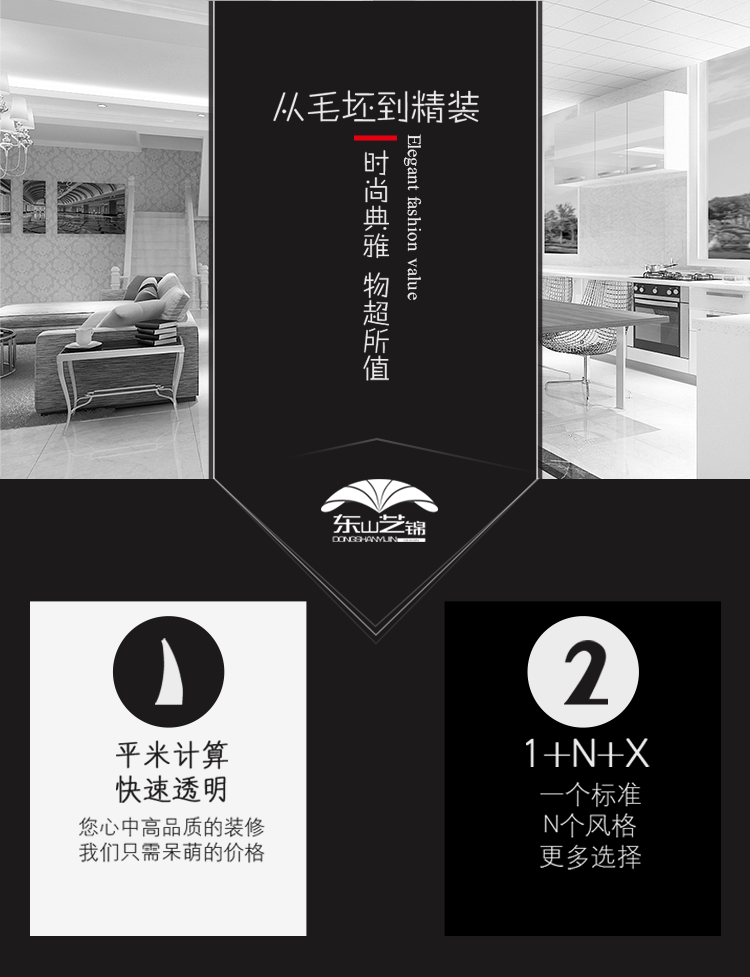 从毛坯到精装
时尚典雅 物超所值
Elegant fashion value
东山艺锦
DONGSHANYIJIN
1
平米计算
快速透明
您心中高品质的装修
我们只需呆萌的价格
2
1+N+X
一个标准
N个风格
更多选择